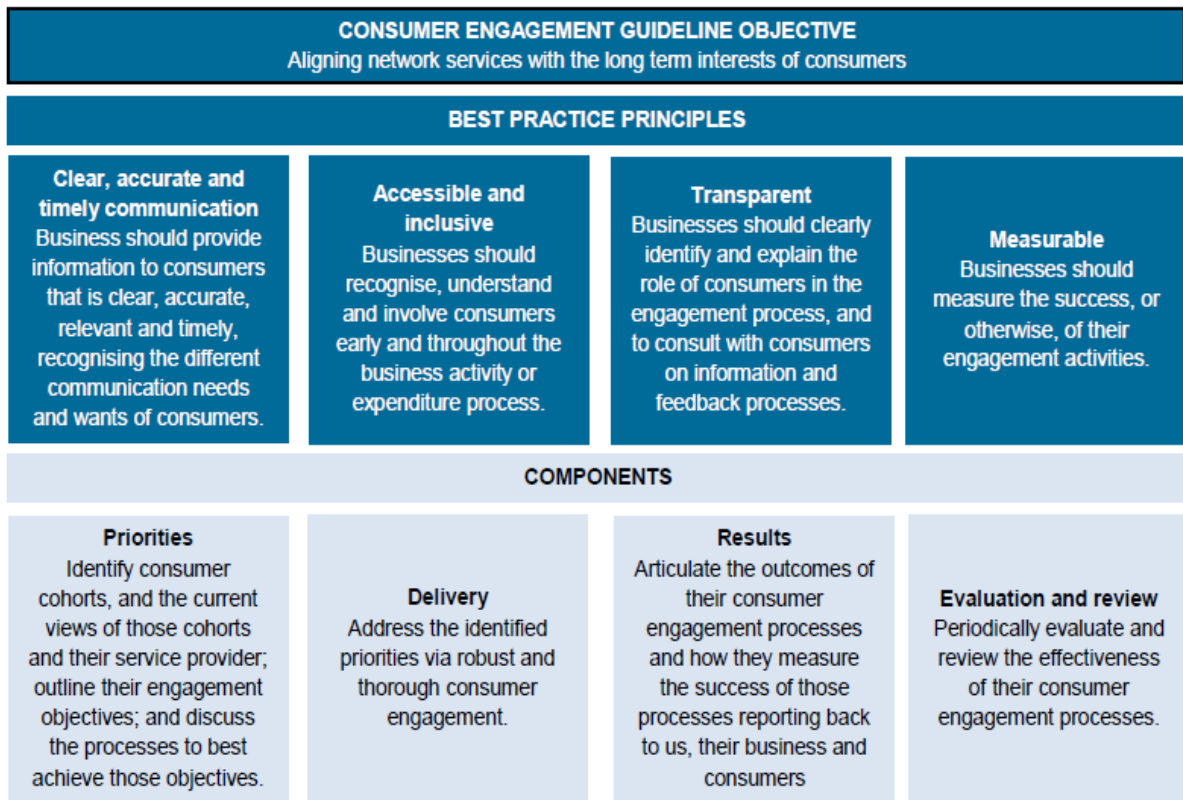 CONSUMER ENGAGEMENT GUIDELINE OBJECTIVE
Aligning network services with the long term interests of consumers
BEST PRACTICE PRINCIPLES
Clear, accurate and
timely communication
Business should provide
information to consumers
that is clear, accurate,
relevant and timely,
recognising the different
communication needs
and wants of consumers.
Accessible and
inclusive
Businesses should
recognise, understand
and involve consumers
early and throughout the
business activity or
expenditure process.
Transparent
Businesses should clearly
identify and explain the
role of consumers in the
engagement process, and
to consult with consumers
on information and
feedback processes.
Measurable
Businesses should
measure the success, or
otherwise, of their
engagement activities.
COMPONENTS
Priorities
Identify consumer
cohorts, and the current
views of those cohorts
and their service provider;
outline their engagement
objectives; and discuss
the processes to best
achieve those objectives.
Delivery
Address the identified
priorities via robust and
thorough consumer
engagement.
Results
Articulate the outcomes of
their consumer
engagement processes
and how they measure
the success of those
processes reporting back
to us, their business and
consumers
Evaluation and review
Periodically evaluate and
review the effectiveness
of their consumer
engagement processes.